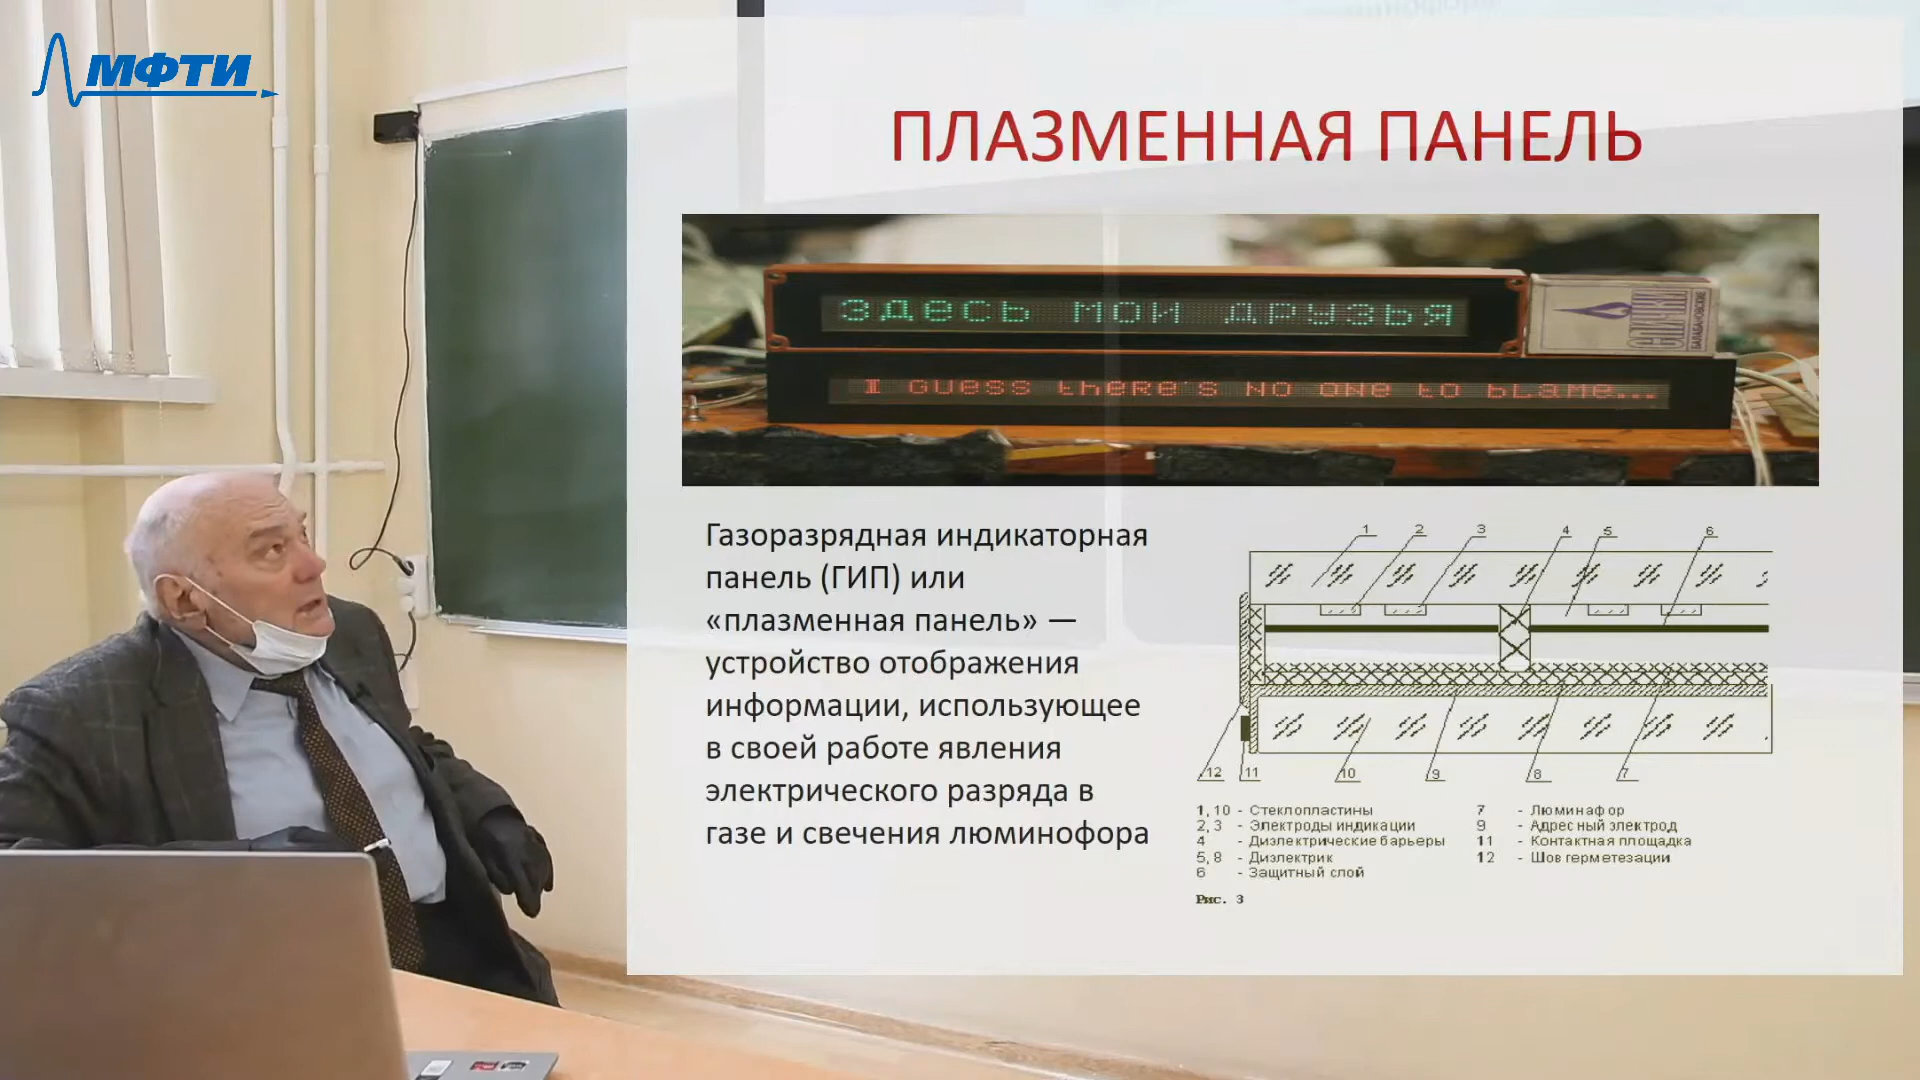 МФТИ
ПЛАЗМЕННАЯ ПАНЕЛЬ
здесь мои друзья
СПИЧКИ
БАЛАБАНОВСКИЕ
I guess there's no one to blame...
Газоразрядная индикаторная
панель (ГИП) или
«плазменная панель» —
устройство отображения
информации, использующее
в своей работе явления
электрического разряда в
газе и свечения люминофора
1 2 3 4 5 6
12 11 10 9 8 7
1, 10 - Стеклопластины
2, 3 - Электроды индикации
4 - Диэлектрические барьеры
5, 8 - Диэлектрик
6 - Защитный слой
7 - Люминафор
9 - Адресный электрод
11 - Контактная площадка
12 - Шов герметезации
Рис. 3